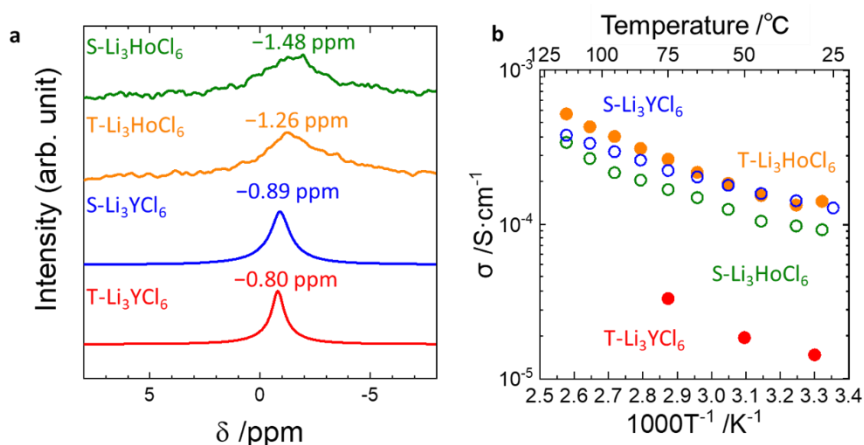 a
S-Li₃HoCl₆
−1.48 ppm
T-Li₃HoCl₆
−1.26 ppm
S-Li₃YCl₆
−0.89 ppm
T-Li₃YCl₆
−0.80 ppm
Intensity (arb. unit)
5 0 -5
δ /ppm
b
Temperature /°C
125 100 75 50 25
10⁻³
10⁻⁴
10⁻⁵
σ /S·cm⁻¹
S-Li₃YCl₆
T-Li₃HoCl₆
S-Li₃HoCl₆
T-Li₃YCl₆
2.5 2.6 2.7 2.8 2.9 3.0 3.1 3.2 3.3 3.4
1000T⁻¹ /K⁻¹